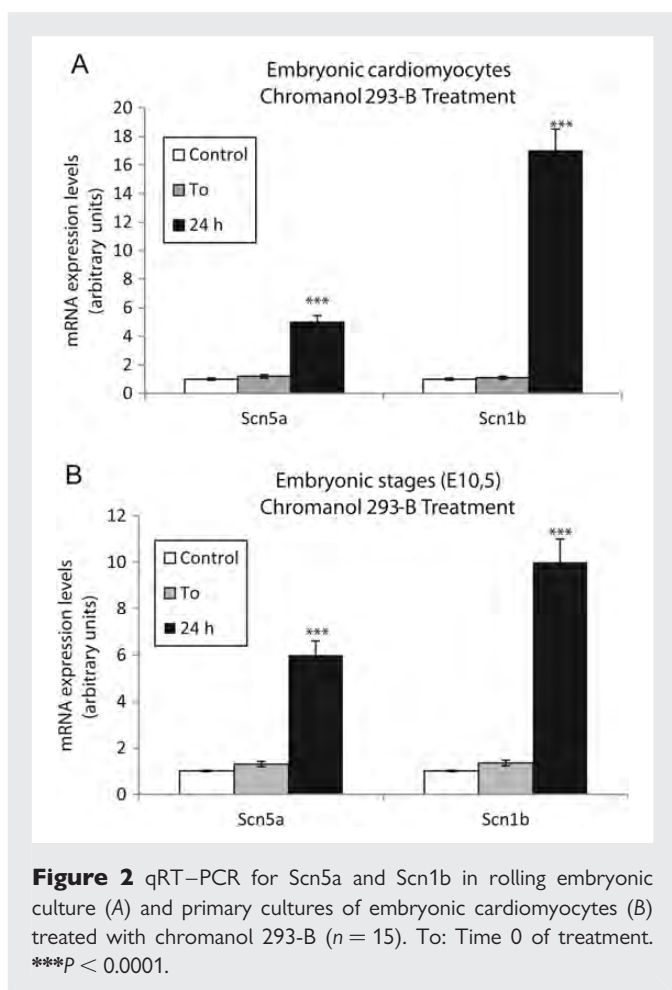 A
Embryonic cardiomyocytes
Chromanol 293-B Treatment
mRNA expression levels
(arbitrary units)
20
18
16
14
12
10
8
6
4
2
0
Control
To
24 h
***
***
Scn5a
Scn1b
B
Embryonic stages (E10,5)
Chromanol 293-B Treatment
mRNA expression levels
(arbitrary units)
12
10
8
6
4
2
0
Control
To
24 h
***
***
Scn5a
Scn1b
Figure 2 qRT–PCR for Scn5a and Scn1b in rolling embryonic
culture (A) and primary cultures of embryonic cardiomyocytes (B)
treated with chromanol 293-B (n = 15). To: Time 0 of treatment.
***P < 0.0001.